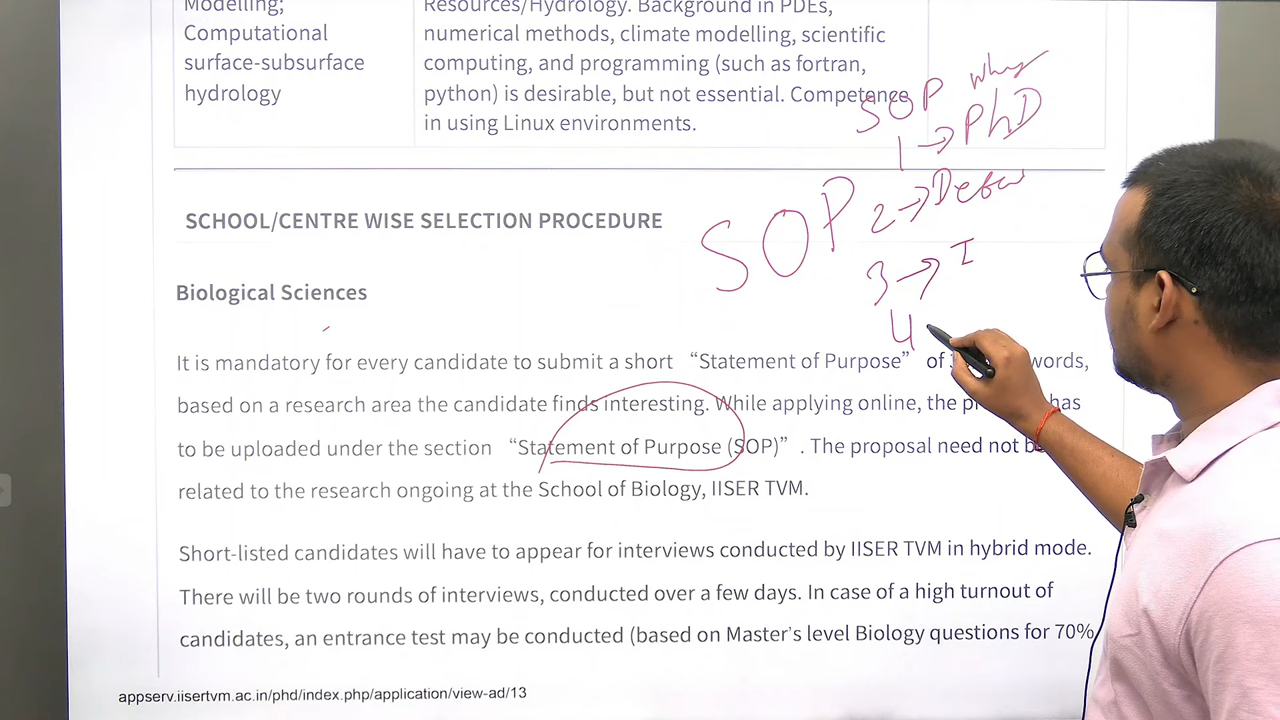 Modelling;
Computational
surface-subsurface
hydrology
Resources/Hydrology. Background in PDEs,
numerical methods, climate modelling, scientific
computing, and programming (such as fortran,
python) is desirable, but not essential. Competence
in using Linux environments.
SOP why
1 → PhD
2 →
3 → I
4
SOP
SCHOOL/CENTRE WISE SELECTION PROCEDURE
Biological Sciences
It is mandatory for every candidate to submit a short “Statement of Purpose” of words,
based on a research area the candidate finds interesting. While applying online, the has
to be uploaded under the section “Statement of Purpose (SOP)” . The proposal need not
related to the research ongoing at the School of Biology, IISER TVM.
Short-listed candidates will have to appear for interviews conducted by IISER TVM in hybrid mode.
There will be two rounds of interviews, conducted over a few days. In case of a high turnout of
candidates, an entrance test may be conducted (based on Master’s level Biology questions for 70%
appserv.iisertvm.ac.in/phd/index.php/application/view-ad/13